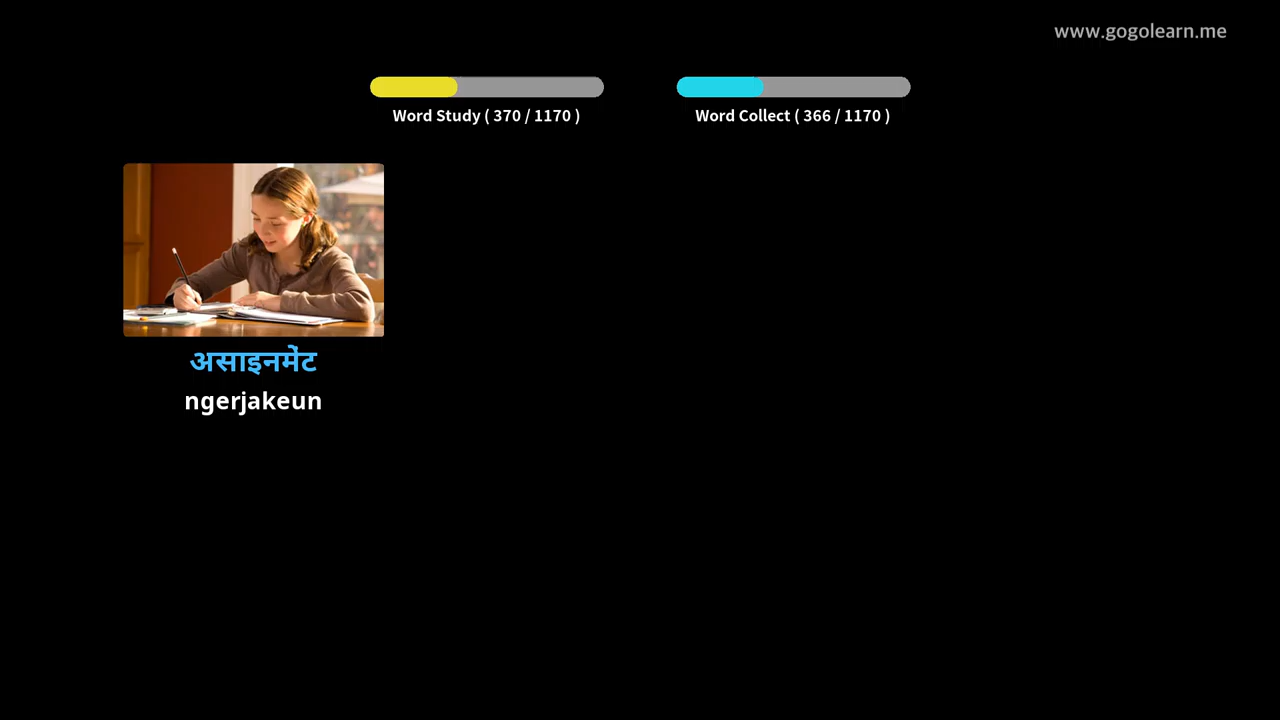 www.gogolearn.me
Word Study ( 370 / 1170 )
Word Collect ( 366 / 1170 )
असाइनमेंट
ngerjakeun